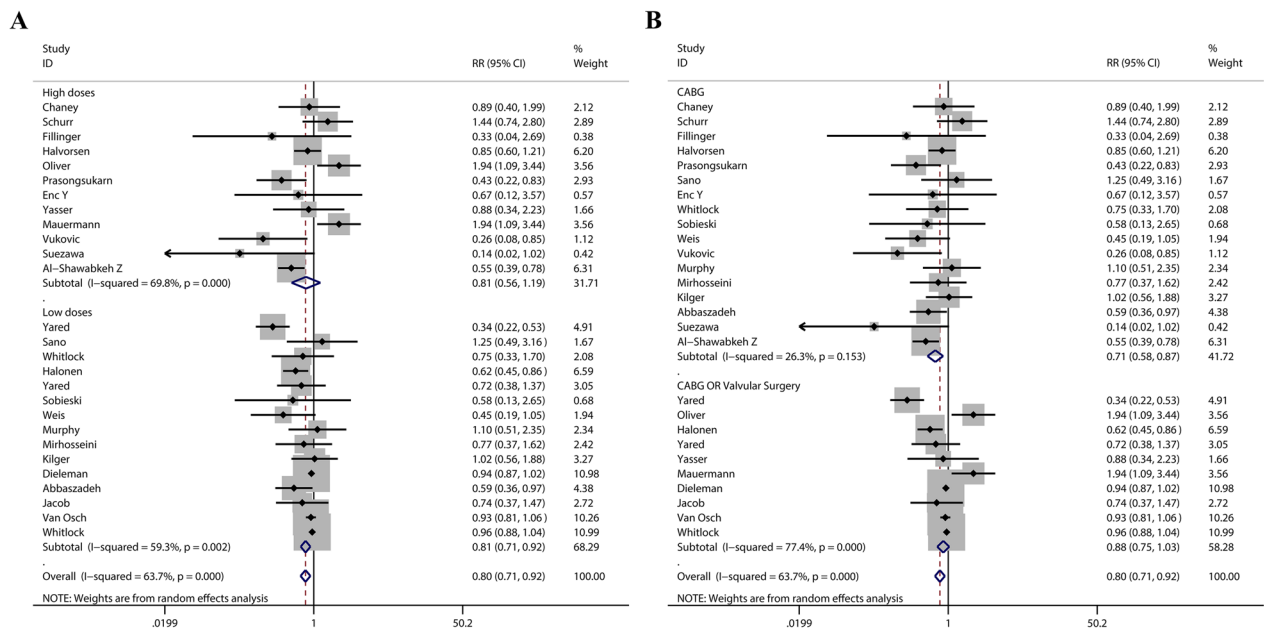 A
Study %
ID RR (95% CI) Weight
High doses
Chaney 0.89 (0.40, 1.99) 2.12
Schurr 1.44 (0.74, 2.80) 2.89
Fillinger 0.33 (0.04, 2.69) 0.38
Halvorsen 0.85 (0.60, 1.21) 6.20
Oliver 1.94 (1.09, 3.44) 3.56
Prasongsukarn 0.43 (0.22, 0.83) 2.93
Enc Y 0.67 (0.12, 3.57) 0.57
Yasser 0.88 (0.34, 2.23) 1.66
Mauermann 1.94 (1.09, 3.44) 3.56
Vukovic 0.26 (0.08, 0.85) 1.12
Suezawa 0.14 (0.02, 1.02) 0.42
Al−Shawabkeh Z 0.55 (0.39, 0.78) 6.31
Subtotal (I−squared = 69.8%, p = 0.000) 0.81 (0.56, 1.19) 31.71
.
Low doses
Yared 0.34 (0.22, 0.53) 4.91
Sano 1.25 (0.49, 3.16 ) 1.67
Whitlock 0.75 (0.33, 1.70) 2.08
Halonen 0.62 (0.45, 0.86 ) 6.59
Yared 0.72 (0.38, 1.37) 3.05
Sobieski 0.58 (0.13, 2.65) 0.68
Weis 0.45 (0.19, 1.05) 1.94
Murphy 1.10 (0.51, 2.35) 2.34
Mirhosseini 0.77 (0.37, 1.62) 2.42
Kilger 1.02 (0.56, 1.88) 3.27
Dieleman 0.94 (0.87, 1.02) 10.98
Abbaszadeh 0.59 (0.36, 0.97) 4.38
Jacob 0.74 (0.37, 1.47) 2.72
Van Osch 0.93 (0.81, 1.06 ) 10.26
Whitlock 0.96 (0.88, 1.04) 10.99
Subtotal (I−squared = 59.3%, p = 0.002) 0.81 (0.71, 0.92) 68.29
.
Overall (I−squared = 63.7%, p = 0.000) 0.80 (0.71, 0.92) 100.00
NOTE: Weights are from random effects analysis
.0199 1 50.2
B
Study %
ID RR (95% CI) Weight
CABG
Chaney 0.89 (0.40, 1.99) 2.12
Schurr 1.44 (0.74, 2.80) 2.89
Fillinger 0.33 (0.04, 2.69) 0.38
Halvorsen 0.85 (0.60, 1.21) 6.20
Prasongsukarn 0.43 (0.22, 0.83) 2.93
Sano 1.25 (0.49, 3.16) 1.67
Enc Y 0.67 (0.12, 3.57) 0.57
Whitlock 0.75 (0.33, 1.70) 2.08
Sobieski 0.58 (0.13, 2.65) 0.68
Weis 0.45 (0.19, 1.05) 1.94
Vukovic 0.26 (0.08, 0.85) 1.12
Murphy 1.10 (0.51, 2.35) 2.34
Mirhosseini 0.77 (0.37, 1.62) 2.42
Kilger 1.02 (0.56, 1.88) 3.27
Abbaszadeh 0.59 (0.36, 0.97) 4.38
Suezawa 0.14 (0.02, 1.02) 0.42
Al−Shawabkeh Z 0.55 (0.39, 0.78) 6.31
Subtotal (I−squared = 26.3%, p = 0.153) 0.71 (0.58, 0.87) 41.72
.
CABG OR Valvular Surgery
Yared 0.34 (0.22, 0.53) 4.91
Oliver 1.94 (1.09, 3.44) 3.56
Halonen 0.62 (0.45, 0.86) 6.59
Yared 0.72 (0.38, 1.37) 3.05
Yasser 0.88 (0.34, 2.23) 1.66
Mauermann 1.94 (1.09, 3.44) 3.56
Dieleman 0.94 (0.87, 1.02) 10.98
Jacob 0.74 (0.37, 1.47) 2.72
Van Osch 0.93 (0.81, 1.06 ) 10.26
Whitlock 0.96 (0.88, 1.04) 10.99
Subtotal (I−squared = 77.4%, p = 0.000) 0.88 (0.75, 1.03) 58.28
.
Overall (I−squared = 63.7%, p = 0.000) 0.80 (0.71, 0.92) 100.00
NOTE: Weights are from random effects analysis
.0199 1 50.2